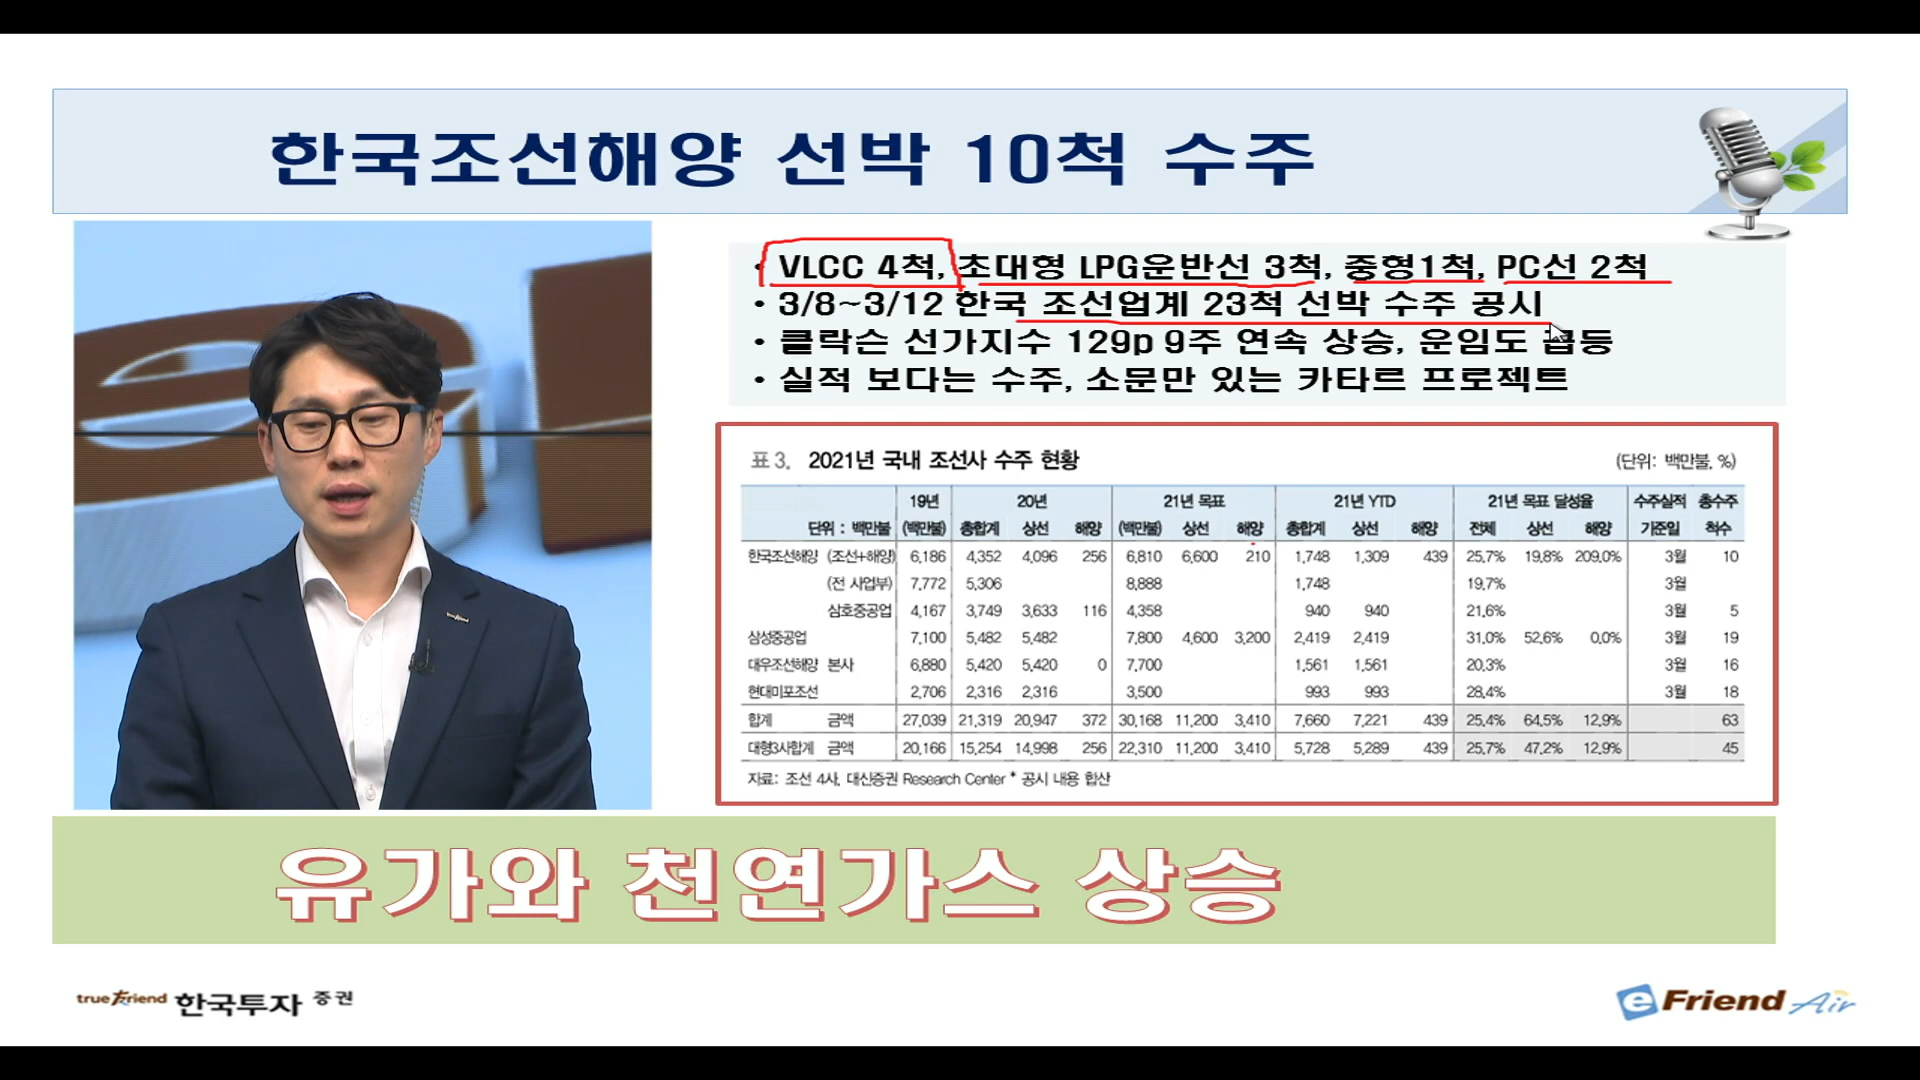 한국조선해양 선박 10척 수주
• VLCC 4척, 초대형 LPG운반선 3척, 중형1척, PC선 2척
• 3/8~3/12 한국 조선업계 23척 선박 수주 공시
• 클락슨 선가지수 129p 9주 연속 상승, 운임도 급등
• 실적 보다는 수주, 소문만 있는 카타르 프로젝트
표 3. 2021년 국내 조선사 수주 현황 (단위: 백만불, %)
19년 20년 21년 목표 21년 YTD 21년 목표 달성율 수주실적 총수주
단위 : 백만불 (백만불) 총합계 상선 해양 (백만불) 상선 해양 총합계 상선 해양 전체 상선 해양 기준일 척수
한국조선해양 (조선+해양) 6,186 4,352 4,096 256 6,810 6,600 210 1,748 1,309 439 25.7% 19.8% 209.0% 3월 10
(전 사업부) 7,772 5,306 8,888 1,748 19.7% 3월
삼호중공업 4,167 3,749 3,633 116 4,358 940 940 21.6% 3월 5
삼성중공업 7,100 5,482 5,482 7,800 4,600 3,200 2,419 2,419 31.0% 52.6% 0.0% 3월 19
대우조선해양 본사 6,880 5,420 5,420 0 7,700 1,561 1,561 20.3% 3월 16
현대미포조선 2,706 2,316 2,316 3,500 993 993 28.4% 3월 18
합계 금액 27,039 21,319 20,947 372 30,168 11,200 3,410 7,660 7,221 439 25.4% 64.5% 12.9% 63
대형3사합계 금액 20,166 15,254 14,998 256 22,310 11,200 3,410 5,728 5,289 439 25.7% 47.2% 12.9% 45
자료: 조선 4사, 대신증권 Research Center * 공시 내용 합산
유가와 천연가스 상승
true友riend 한국투자 증권
eFriend Air